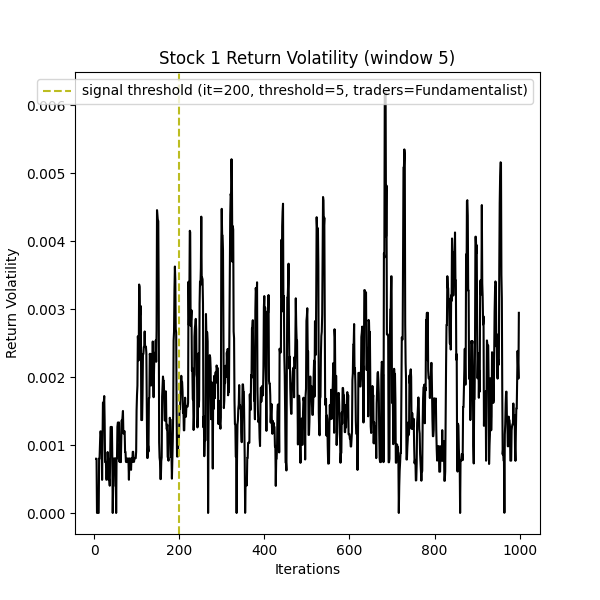 Stock 1 Return Volatility (window 5)
signal threshold (it=200, threshold=5, traders=Fundamentalist)
0.006
0.005
0.004
0.003
0.002
0.001
0.000
Return Volatility
0 200 400 600 800 1000
Iterations